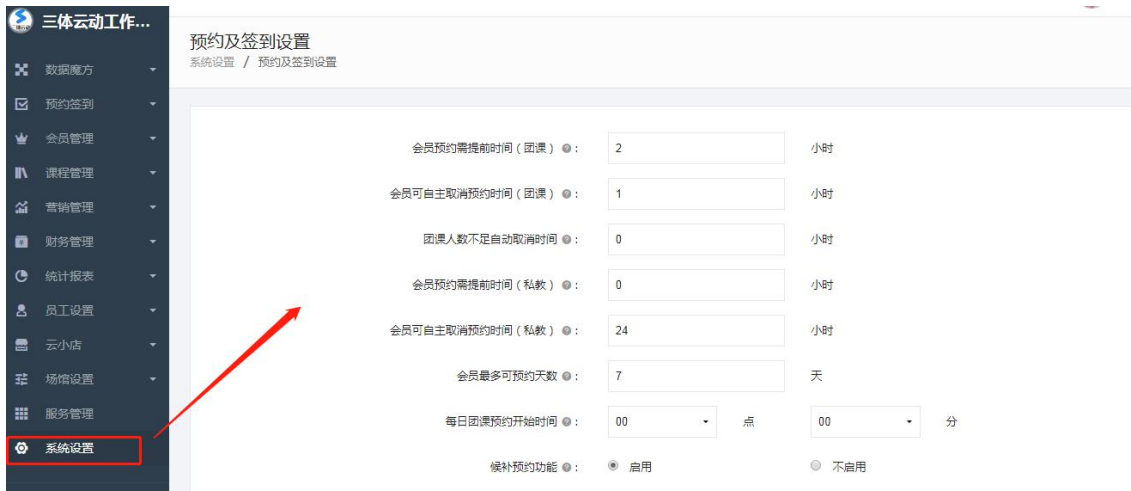 三体云动工作...
数据魔方
预约签到
会员管理
课程管理
营销管理
财务管理
统计报表
员工设置
云小店
场馆设置
服务管理
系统设置
预约及签到设置
系统设置 / 预约及签到设置
会员预约需提前时间（团课）： 2 小时
会员可自主取消预约时间（团课）： 1 小时
团课人数不足自动取消时间： 0 小时
会员预约需提前时间（私教）： 0 小时
会员可自主取消预约时间（私教）： 24 小时
会员最多可预约天数： 7 天
每日团课预约开始时间： 00 点 00 分
候补预约功能： 启用 不启用